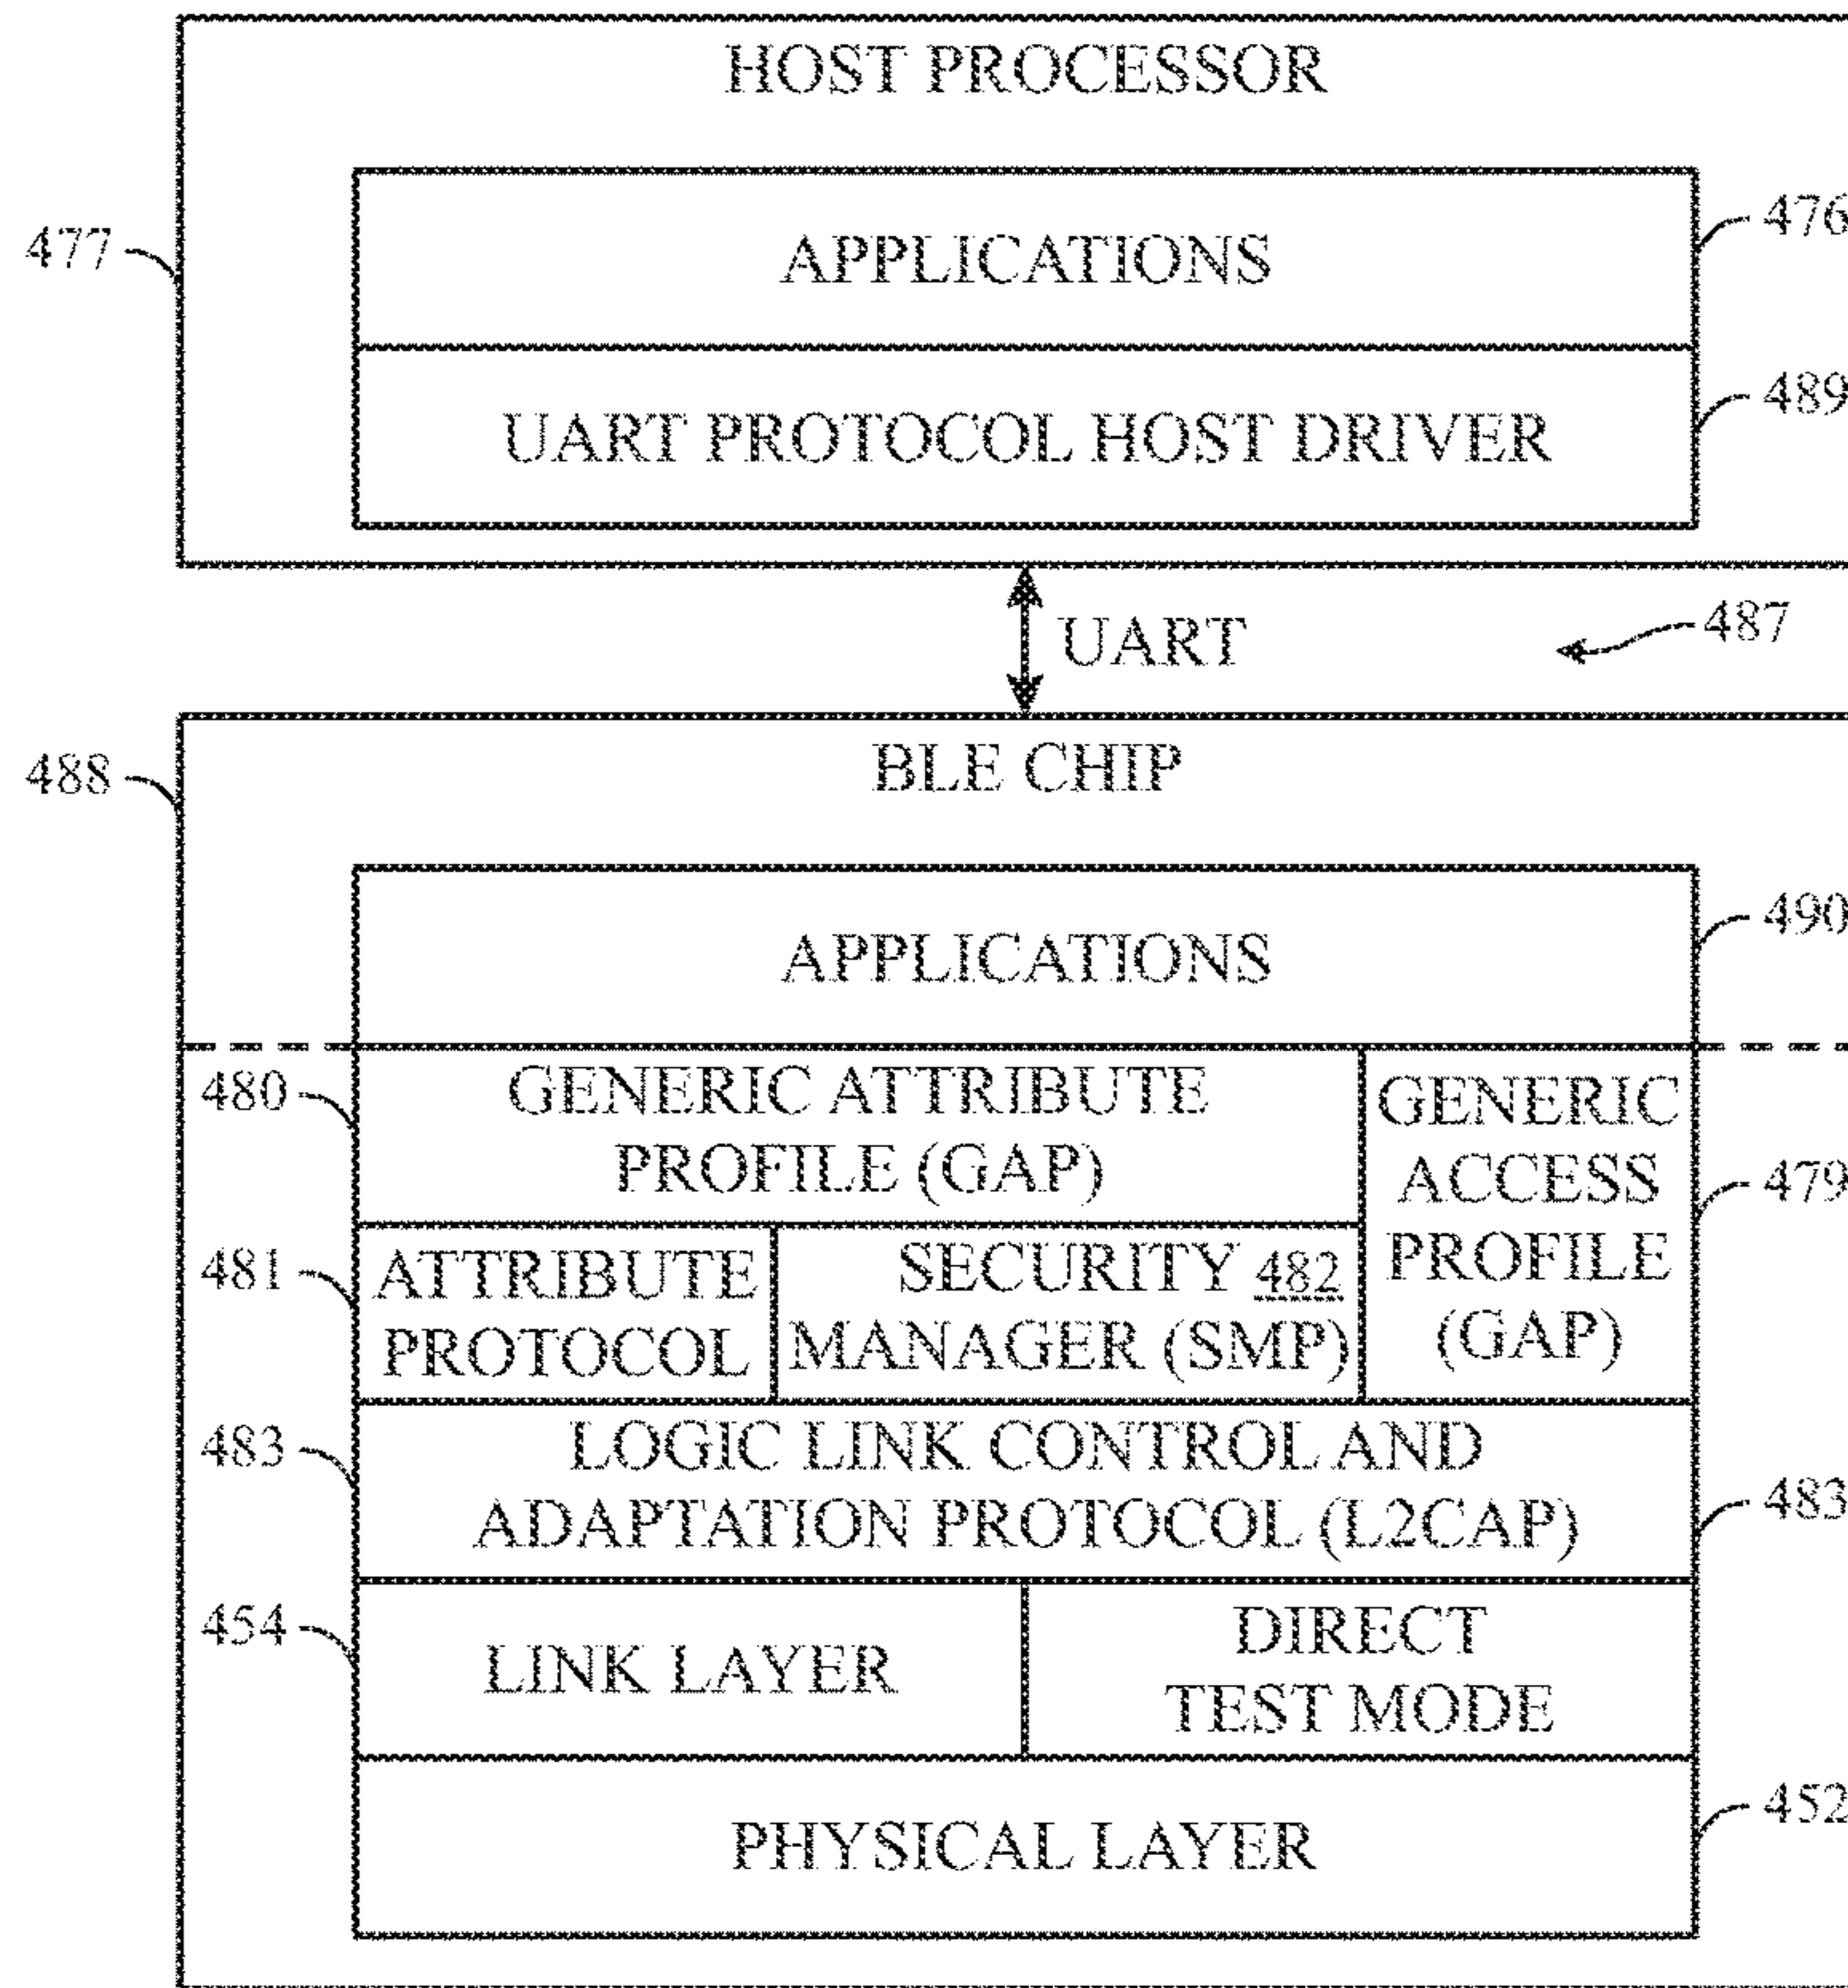 HOST PROCESSOR
476
APPLICATIONS
477
489
UART PROTOCOL HOST DRIVER
487
UART
BLE CHIP
488
490
APPLICATIONS
480
GENERIC ATTRIBUTE
PROFILE (GAP)
GENERIC
ACCESS
PROFILE
(GAP)
479
481
ATTRIBUTE
PROTOCOL
SECURITY 482
MANAGER (SMP)
483
LOGIC LINK CONTROL AND
ADAPTATION PROTOCOL (L2CAP)
483
454
LINK LAYER
DIRECT
TEST MODE
452
PHYSICAL LAYER